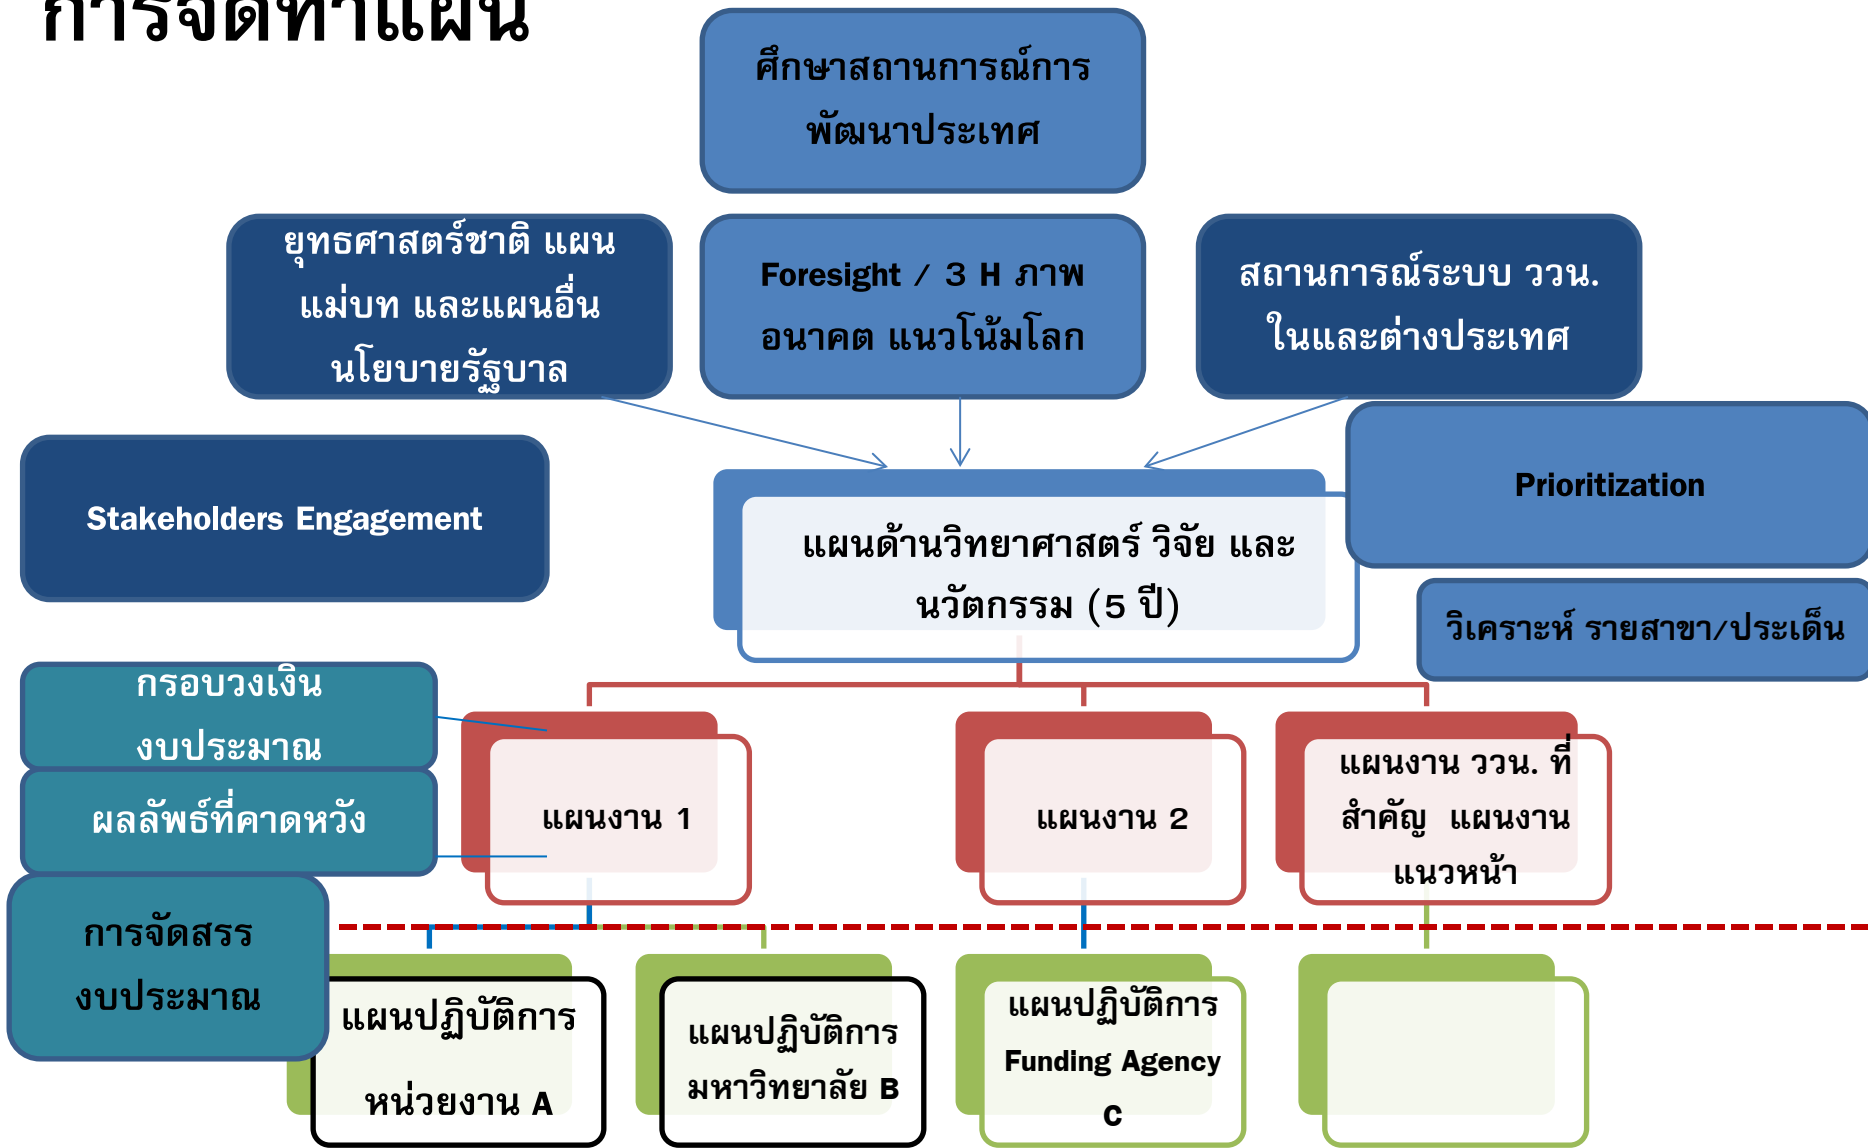 การจัดทำแผน
ศึกษาสถานการณ์การ
พัฒนาประเทศ
ยุทธศาสตร์ชาติ แผน
แม่บท และแผนอื่น
นโยบายรัฐบาล
Foresight / 3 H ภาพ
อนาคต แนวโน้มโลก
สถานการณ์ระบบ ววน.
ในและต่างประเทศ
Stakeholders Engagement
แผนด้านวิทยาศาสตร์ วิจัย และ
นวัตกรรม (5 ปี)
Prioritization
วิเคราะห์ รายสาขา/ประเด็น
กรอบวงเงิน
งบประมาณ
ผลลัพธ์ที่คาดหวัง
แผนงาน 1
แผนงาน 2
แผนงาน ววน. ที่
สำคัญ แผนงาน
แนวหน้า
การจัดสรร
งบประมาณ
แผนปฏิบัติการ
หน่วยงาน A
แผนปฏิบัติการ
มหาวิทยาลัย B
แผนปฏิบัติการ
Funding Agency
C